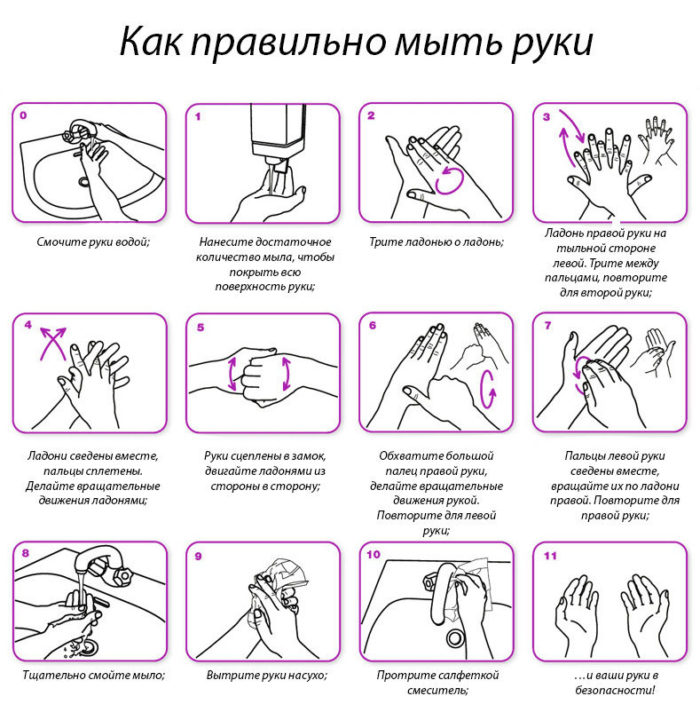 Как правильно мыть руки
0
Смочите руки водой;
1
Нанесите достаточное
количество мыла, чтобы
покрыть всю
поверхность руки;
2
Трите ладонью о ладонь;
3
Ладонь правой руки на
тыльной стороне
левой. Трите между
пальцами, повторите
для второй руки;
4
Ладони сведены вместе,
пальцы сплетены.
Делайте вращательные
движения ладонями;
5
Руки сцеплены в замок,
двигайте ладонями из
стороны в сторону;
6
Обхватите большой
палец правой руки,
делайте вращательные
движения рукой.
Повторите для левой
руки;
7
Пальцы левой руки
сведены вместе,
вращайте их по ладони
правой. Повторите для
правой руки;
8
Тщательно смойте мыло;
9
Вытрите руки насухо;
10
Протрите салфеткой
смеситель;
11
...и ваши руки в
безопасности!